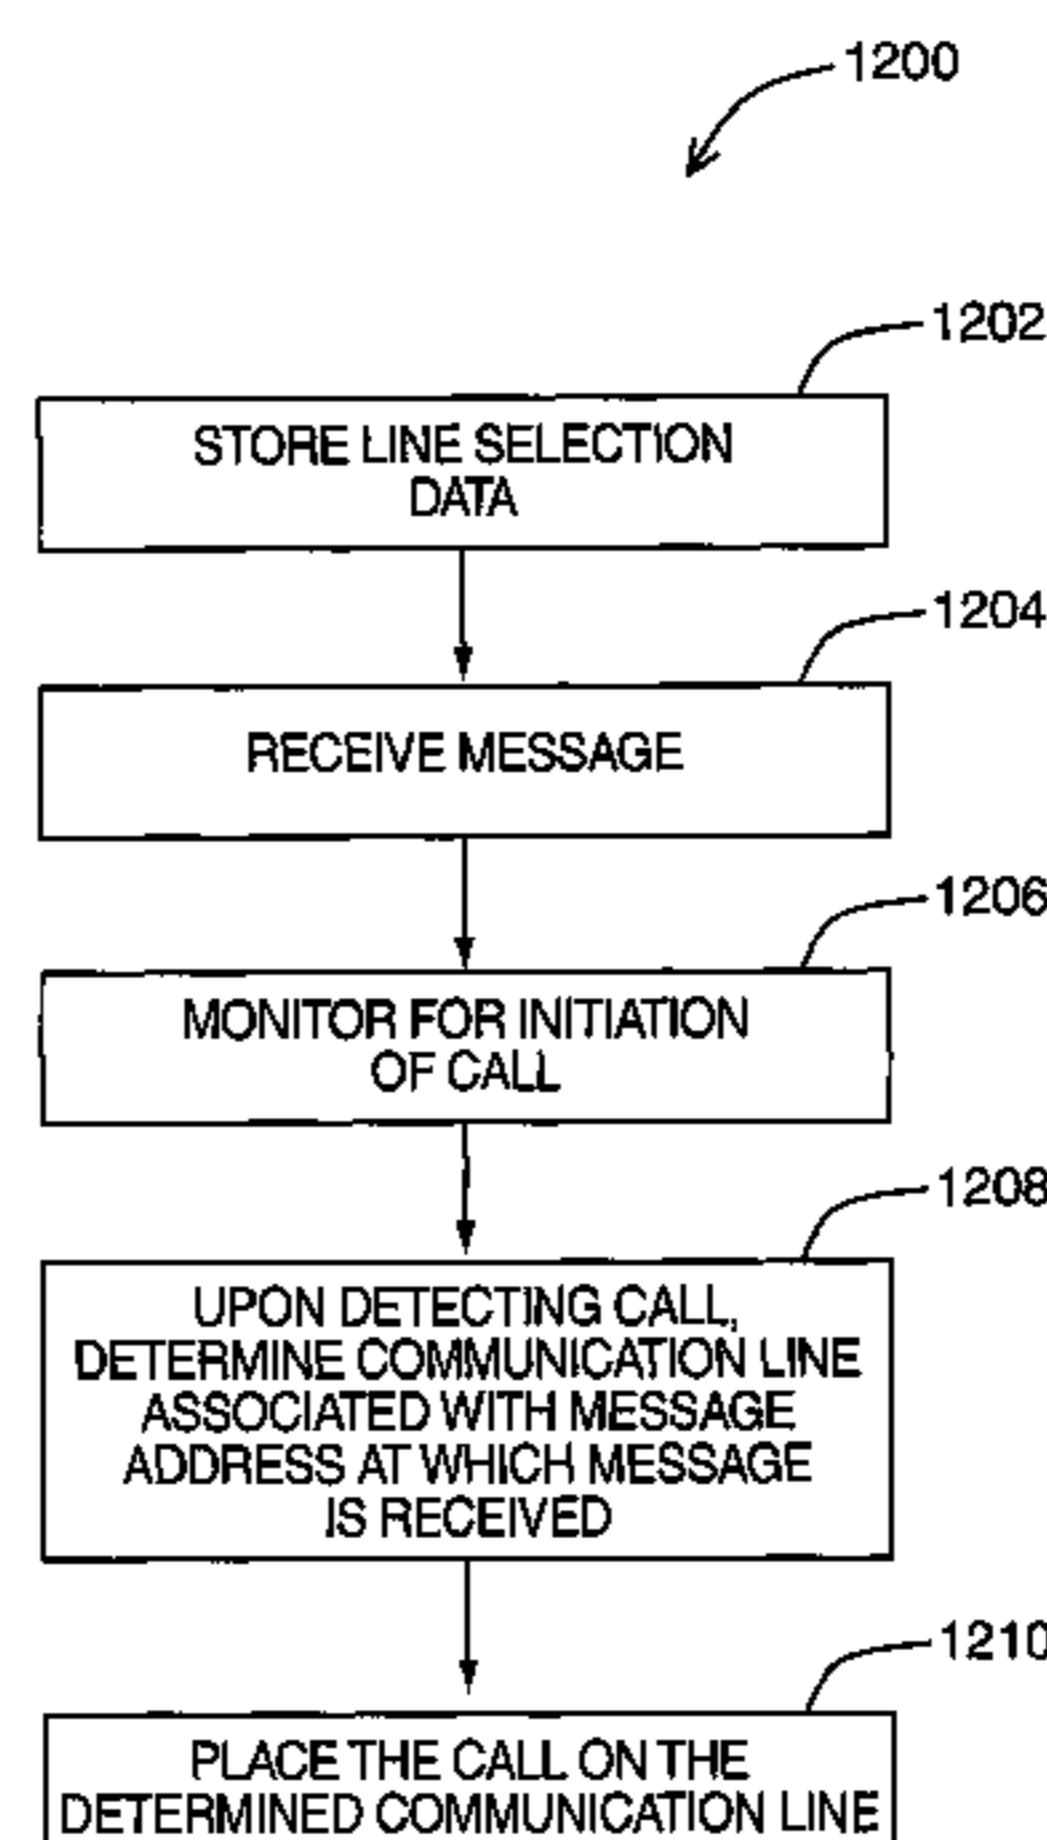 1200
1202
STORE LINE SELECTION
DATA
1204
RECEIVE MESSAGE
1206
MONITOR FOR INITIATION
OF CALL
1208
UPON DETECTING CALL,
DETERMINE COMMUNICATION LINE
ASSOCIATED WITH MESSAGE
ADDRESS AT WHICH MESSAGE
IS RECEIVED
1210
PLACE THE CALL ON THE
DETERMINED COMMUNICATION LINE